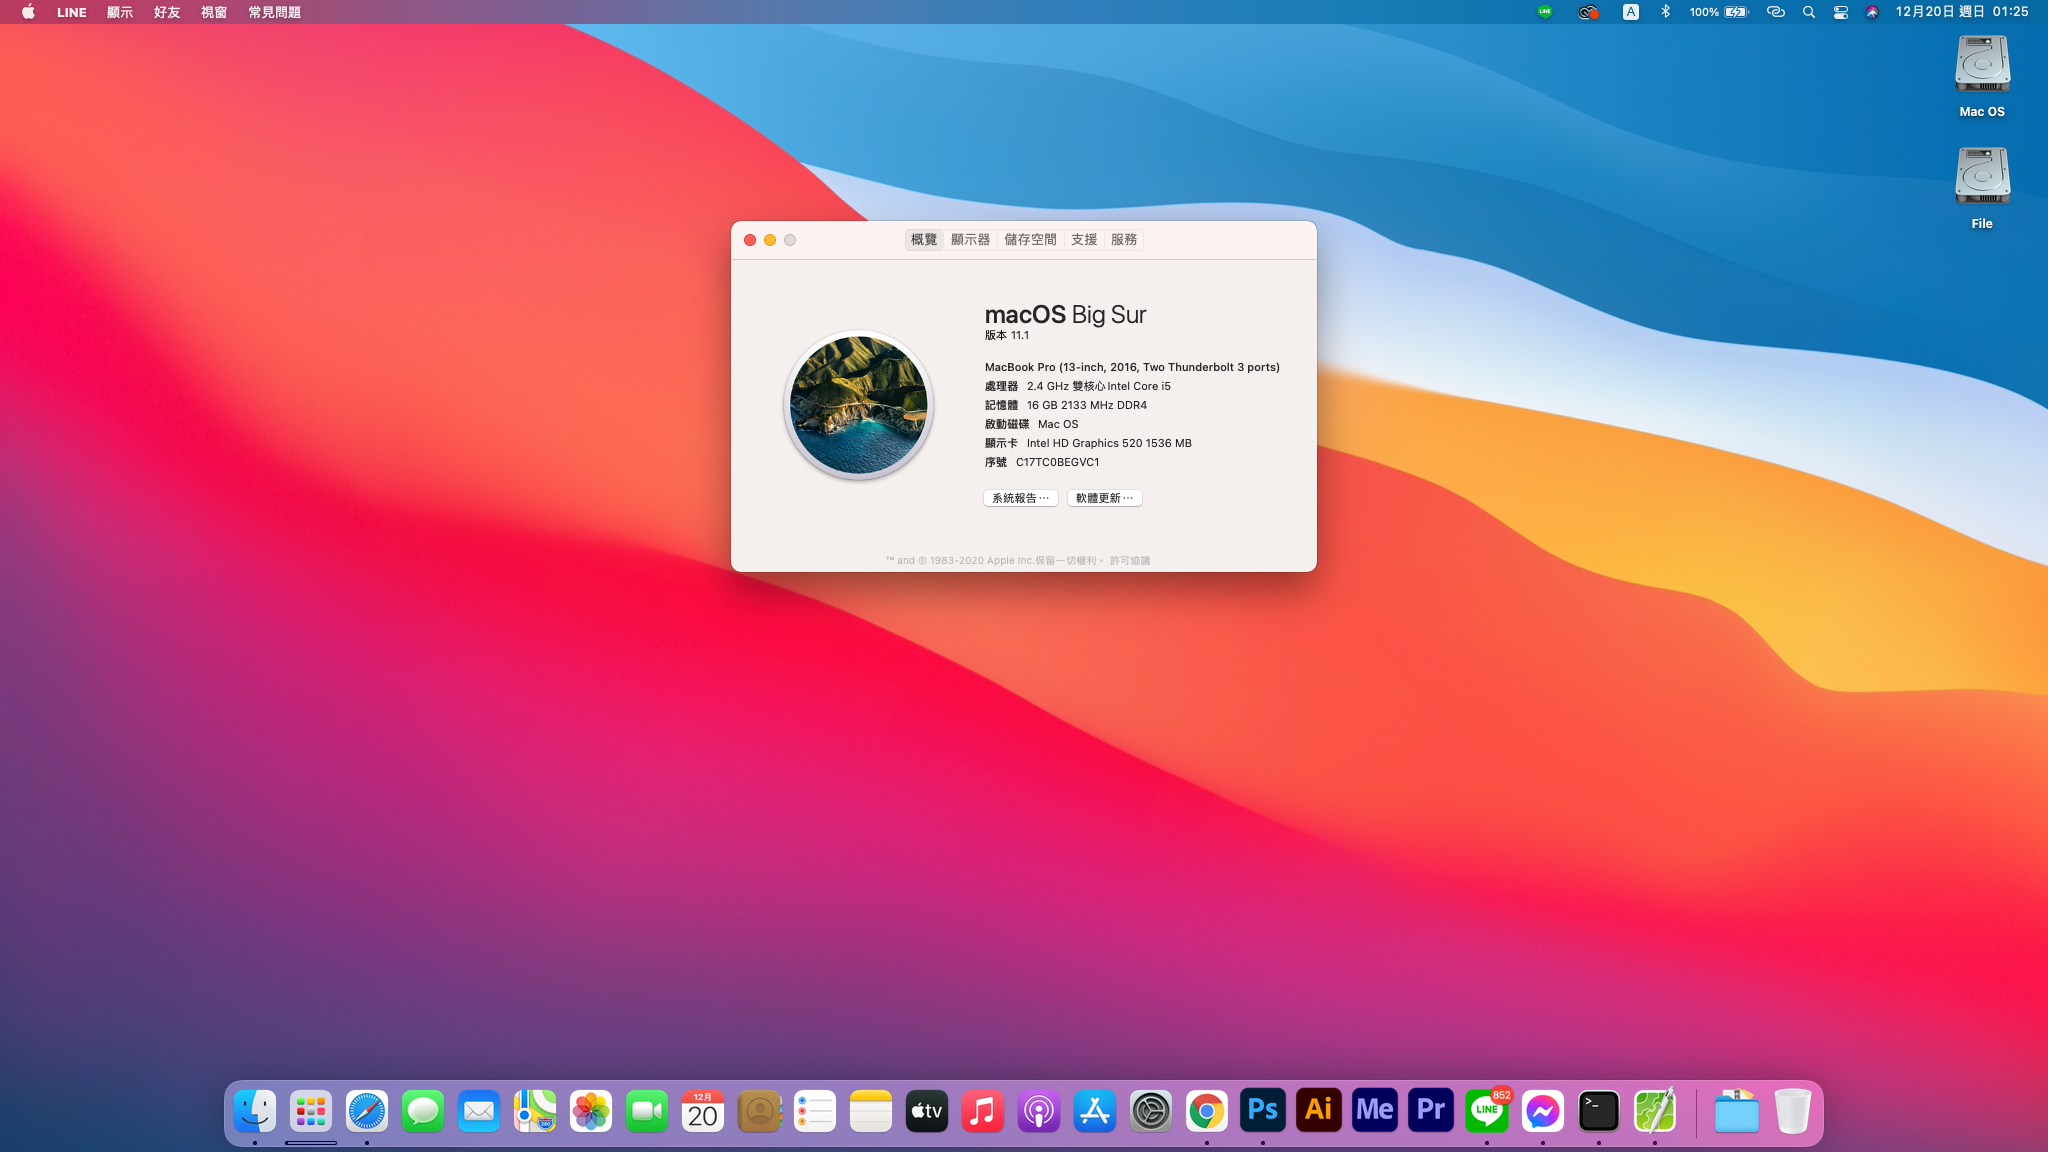 LINE 顯示 好友 視窗 常見問題
LINE A 100% 12月20日 週日 01:25
Mac OS
File
概覽 顯示器 儲存空間 支援 服務
macOS Big Sur
版本 11.1
MacBook Pro (13-inch, 2016, Two Thunderbolt 3 ports)
處理器 2.4 GHz 雙核心 Intel Core i5
記憶體 16 GB 2133 MHz DDR4
啟動磁碟 Mac OS
顯示卡 Intel HD Graphics 520 1536 MB
序號 C17TC0BEGVC1
系統報告⋯ 軟體更新⋯
™ and © 1983-2020 Apple Inc.保留一切權利。 許可協議
280 12月 20 tv Ps Ai Me Pr LINE 852 >_